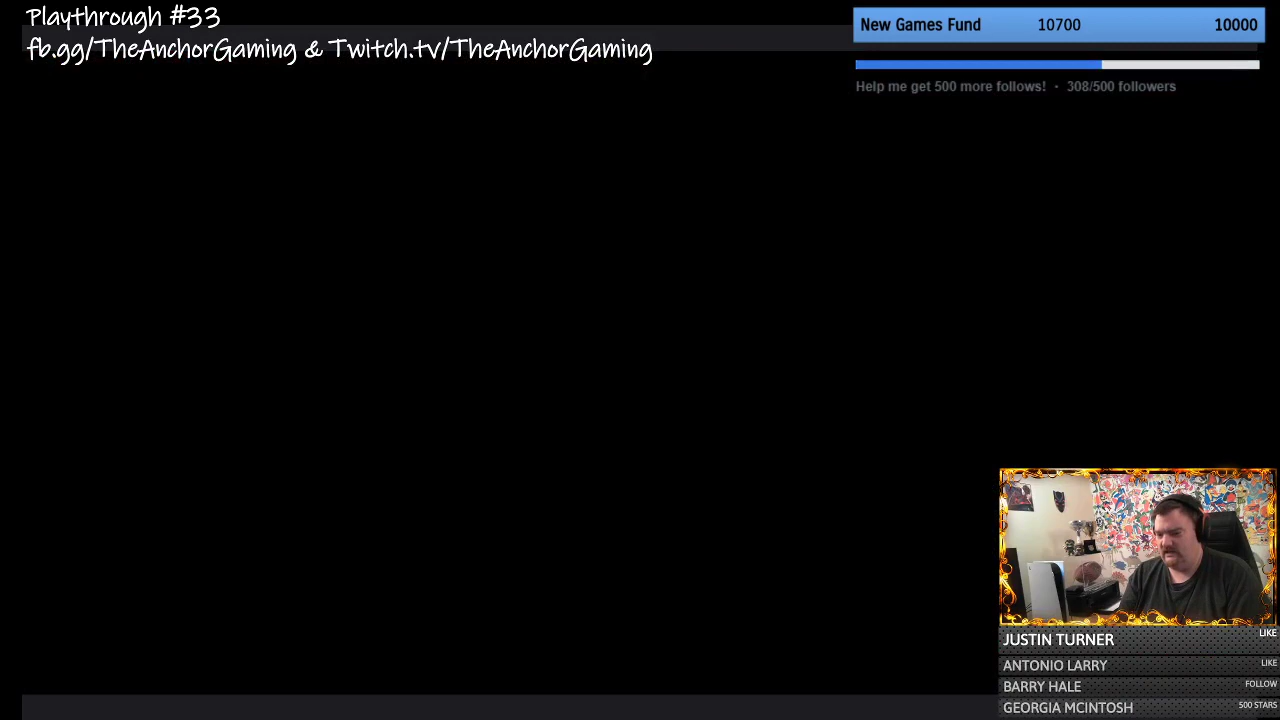 Playthrough #33
fb.gg/TheAnchorGaming & Twitch.tv/TheAnchorGaming
New Games Fund 10700 10000
Help me get 500 more follows! · 308/500 followers
JUSTIN TURNER LIKE
ANTONIO LARRY LIKE
BARRY HALE FOLLOW
GEORGIA MCINTOSH 500 STARS